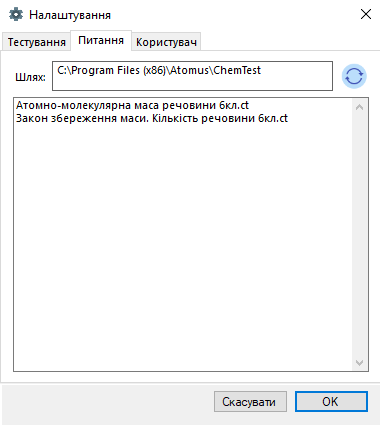 Налаштування
Тестування Питання Користувач
Шлях: C:\Program Files (x86)\Atomus\ChemTest
Атомно-молекулярна маса речовини 6кл.ct
Закон збереження маси. Кількість речовини 6кл.ct
Скасувати OK